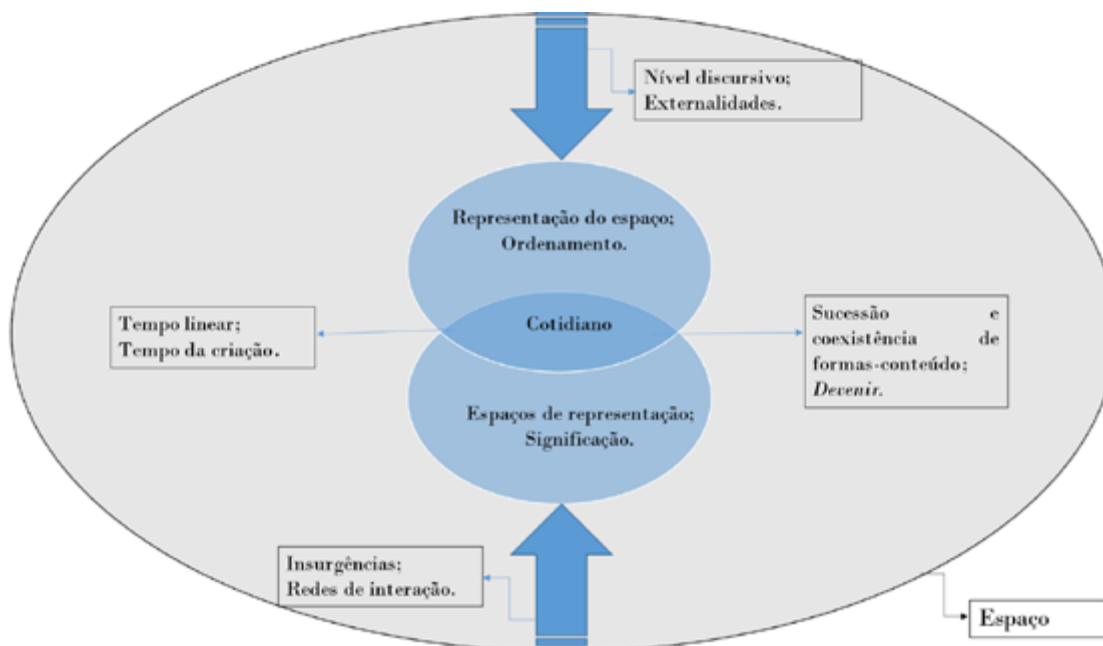 Nível discursivo;
Externalidades.
Representação do espaço;
Ordenamento.
Tempo linear;
Tempo da criação.
Cotidiano
Sucessão e
coexistência de
formas-conteúdo;
Devenir.
Espaços de representação;
Significação.
Insurgências;
Redes de interação.
Espaço